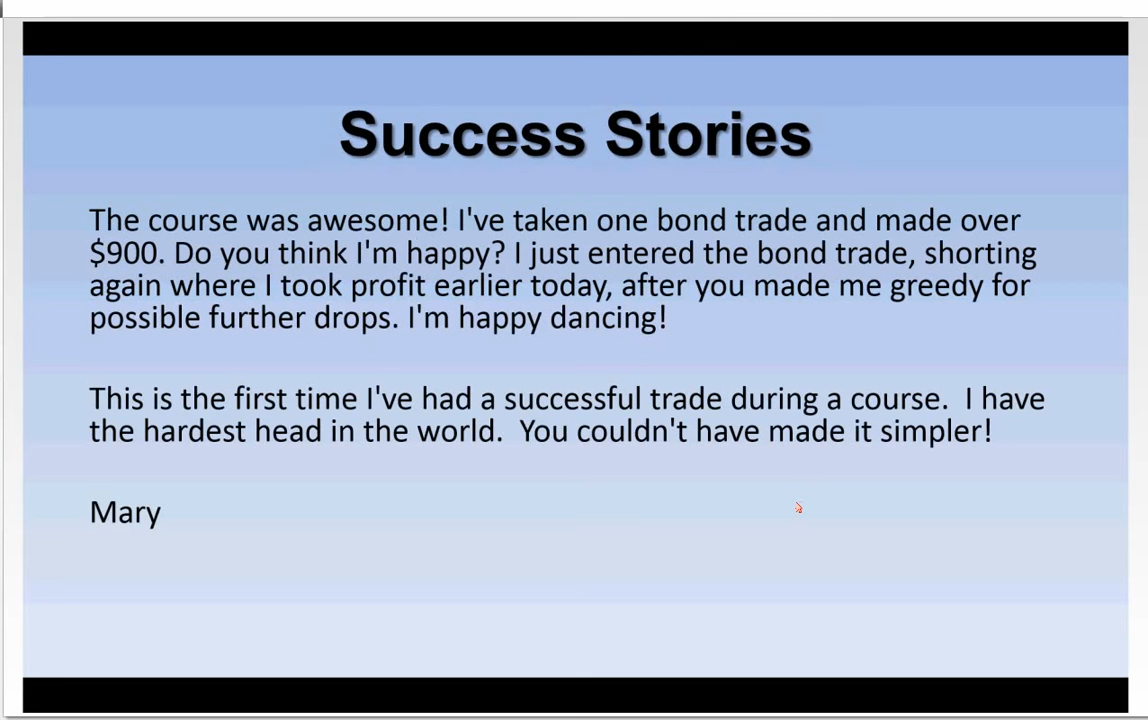 Success Stories
The course was awesome! I've taken one bond trade and made over
$900. Do you think I'm happy? I just entered the bond trade, shorting
again where I took profit earlier today, after you made me greedy for
possible further drops. I'm happy dancing!
This is the first time I've had a successful trade during a course.  I have
the hardest head in the world.  You couldn't have made it simpler!
Mary